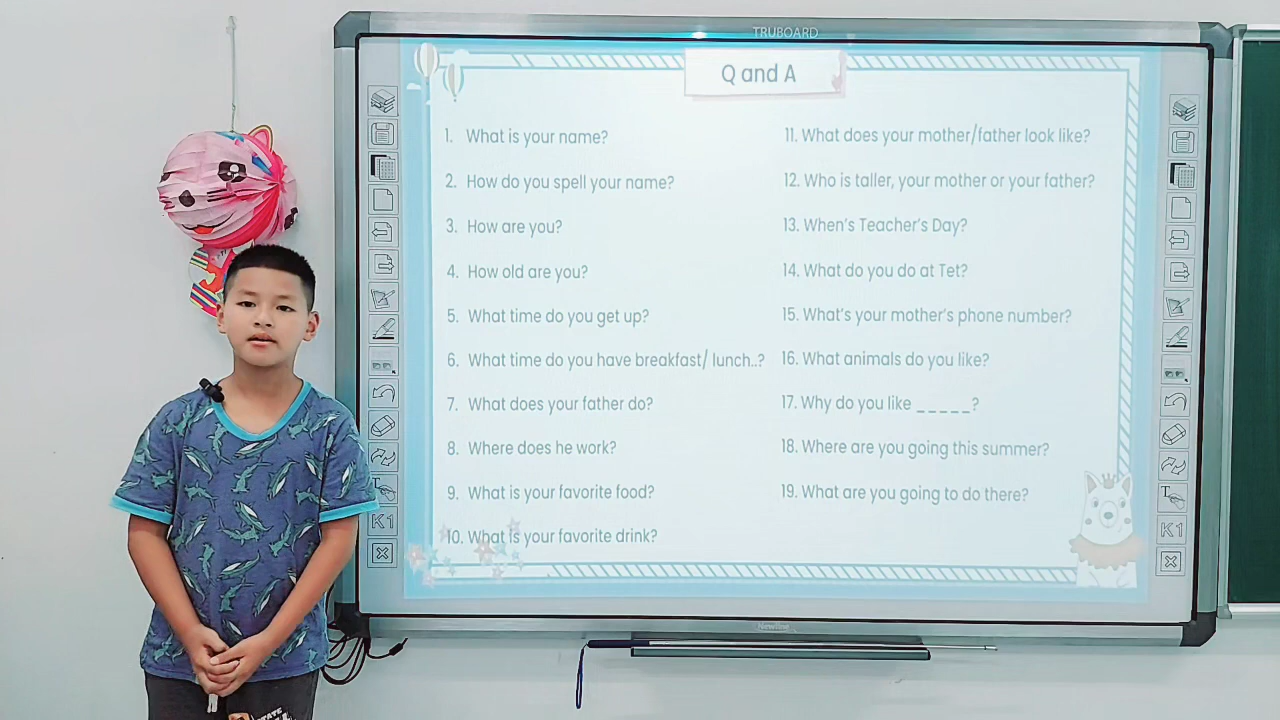 TRUBOARD
Q and A
1. What is your name?
2. How do you spell your name?
3. How are you?
4. How old are you?
5. What time do you get up?
6. What time do you have breakfast/ lunch..?
7. What does your father do?
8. Where does he work?
9. What is your favorite food?
10. What is your favorite drink?
11. What does your mother/father look like?
12. Who is taller, your mother or your father?
13. When's Teacher's Day?
14. What do you do at Tet?
15. What's your mother's phone number?
16. What animals do you like?
17. Why do you like _ _ _ _ _?
18. Where are you going this summer?
19. What are you going to do there?
K1
K1
Newline